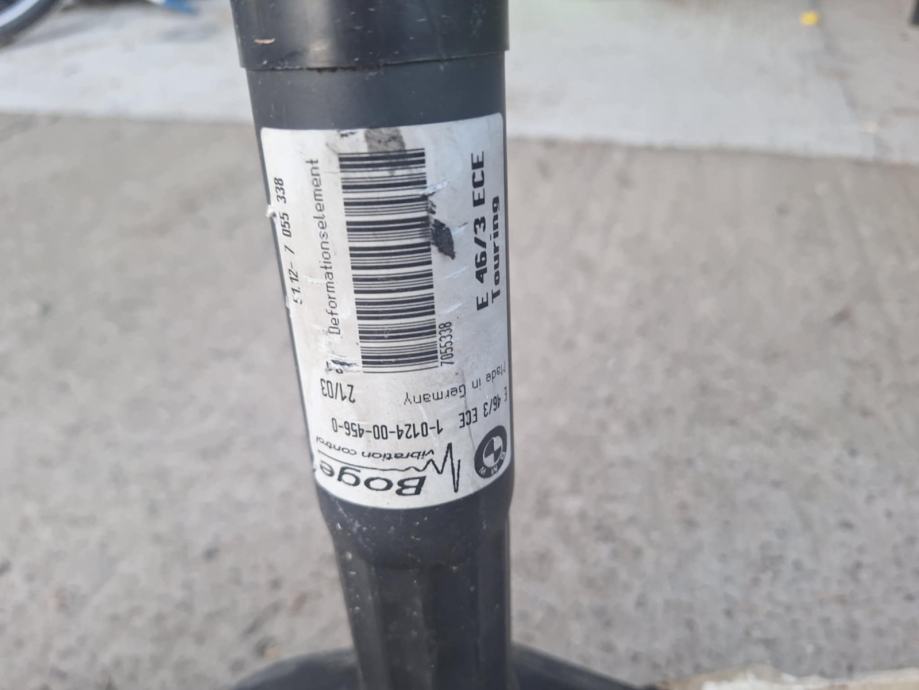 51.12- 7 055 338
Deformationselement
7055338
E 46/3 ECE
Touring
Boge
vibration control
1-0124-00-456-0
21/03
E 46/3 ECE
Made in Germany
BMW